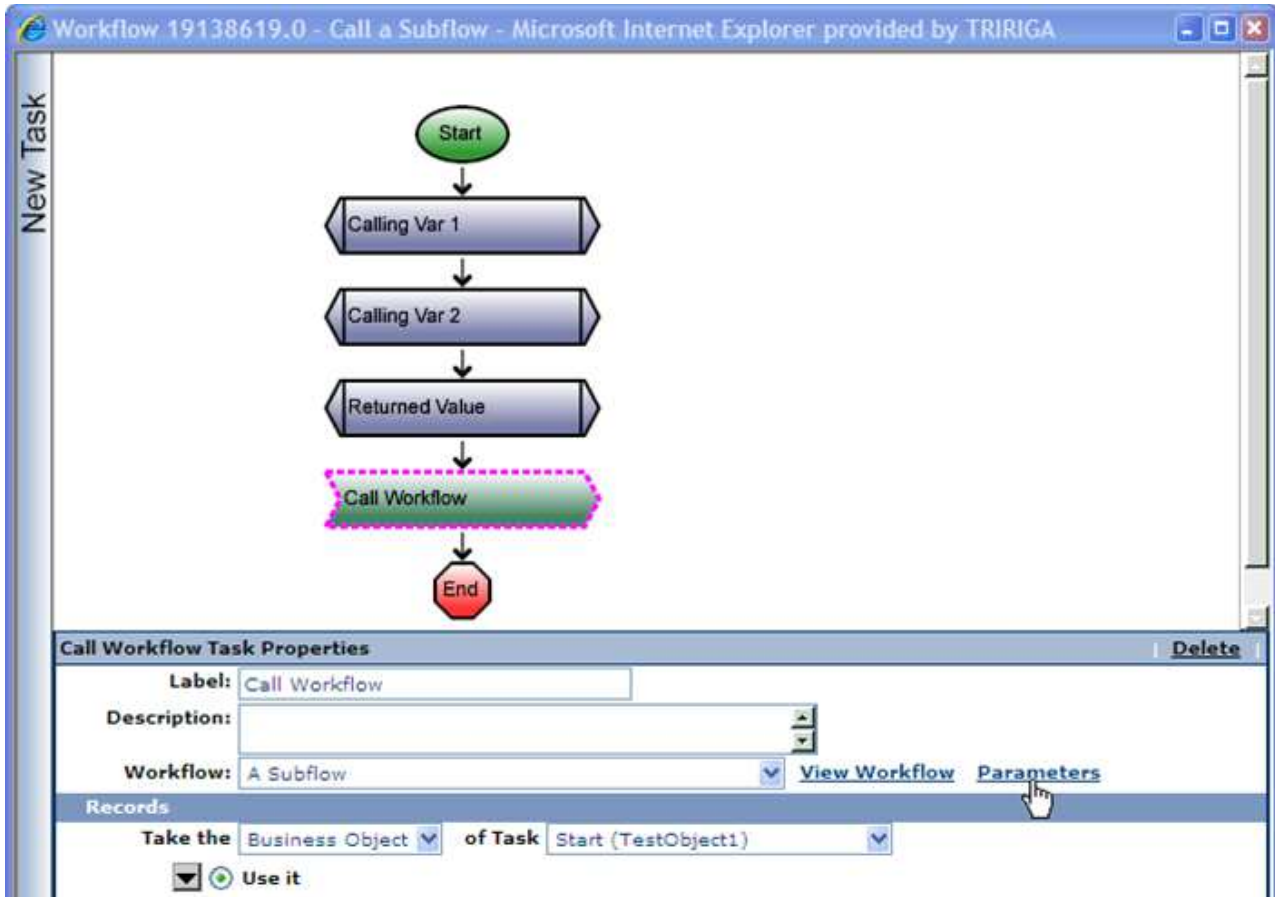 Workflow 19138619.0 - Call a Subflow - Microsoft Internet Explorer provided by TRIRIGA
New Task
Start
Calling Var 1
Calling Var 2
Returned Value
Call Workflow
End
Call Workflow Task Properties Delete
Label: Call Workflow
Description:
Workflow: A Subflow View Workflow Parameters
Records
Take the Business Object of Task Start (TestObject1)
Use it